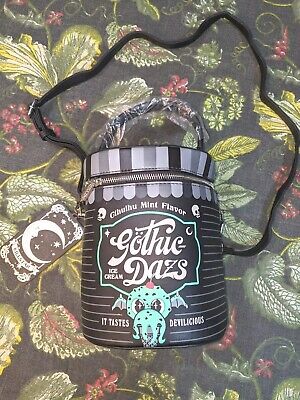 Cthulhu Mint Flavor
Gothic
ICE
CREAM
Dazs
IT TASTES DEVILICIOUS